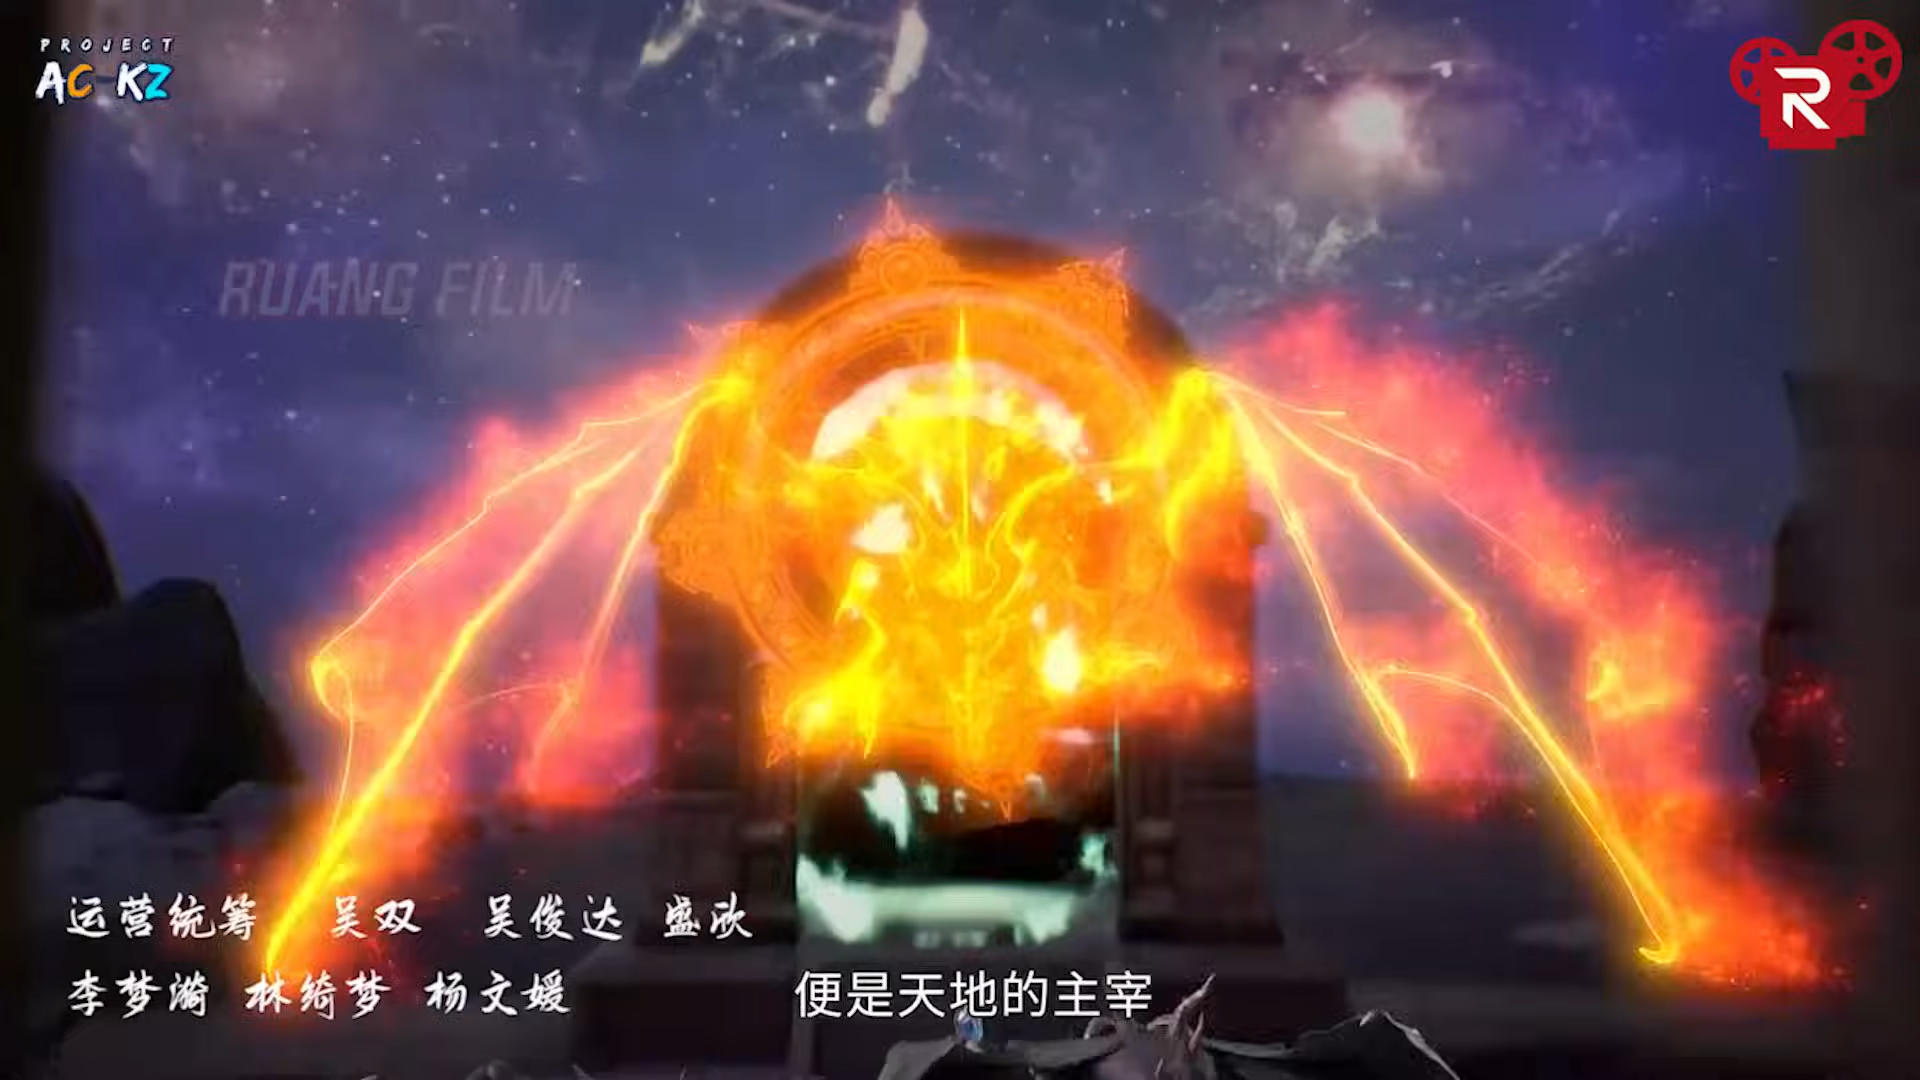 PROJECT
AC KZ
R
RUANG FILM
运营统筹 吴双 吴俊达 盛欣
李梦漪 林绮梦 杨文媛
便是天地的主宰